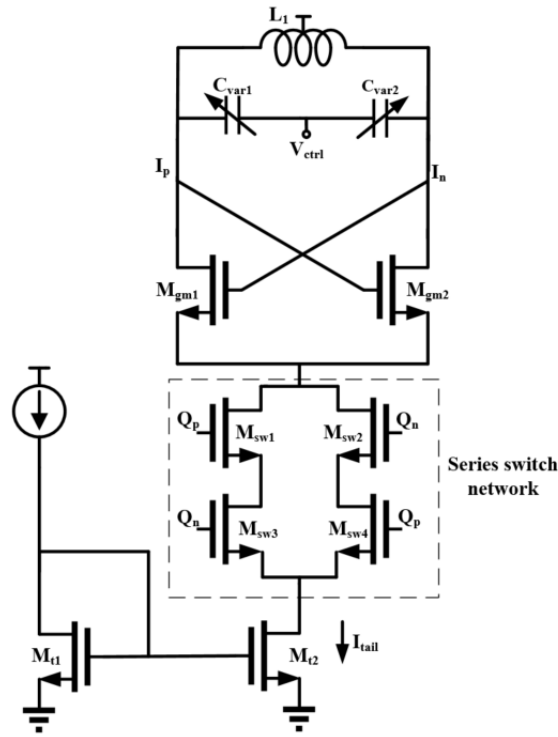 L1
Cvar1
Cvar2
Vctrl
Ip
In
Mgm1
Mgm2
Qp
Msw1
Msw2
Qn
Series switch
network
Qn
Msw3
Msw4
Qp
Mt1
Mt2
Itail